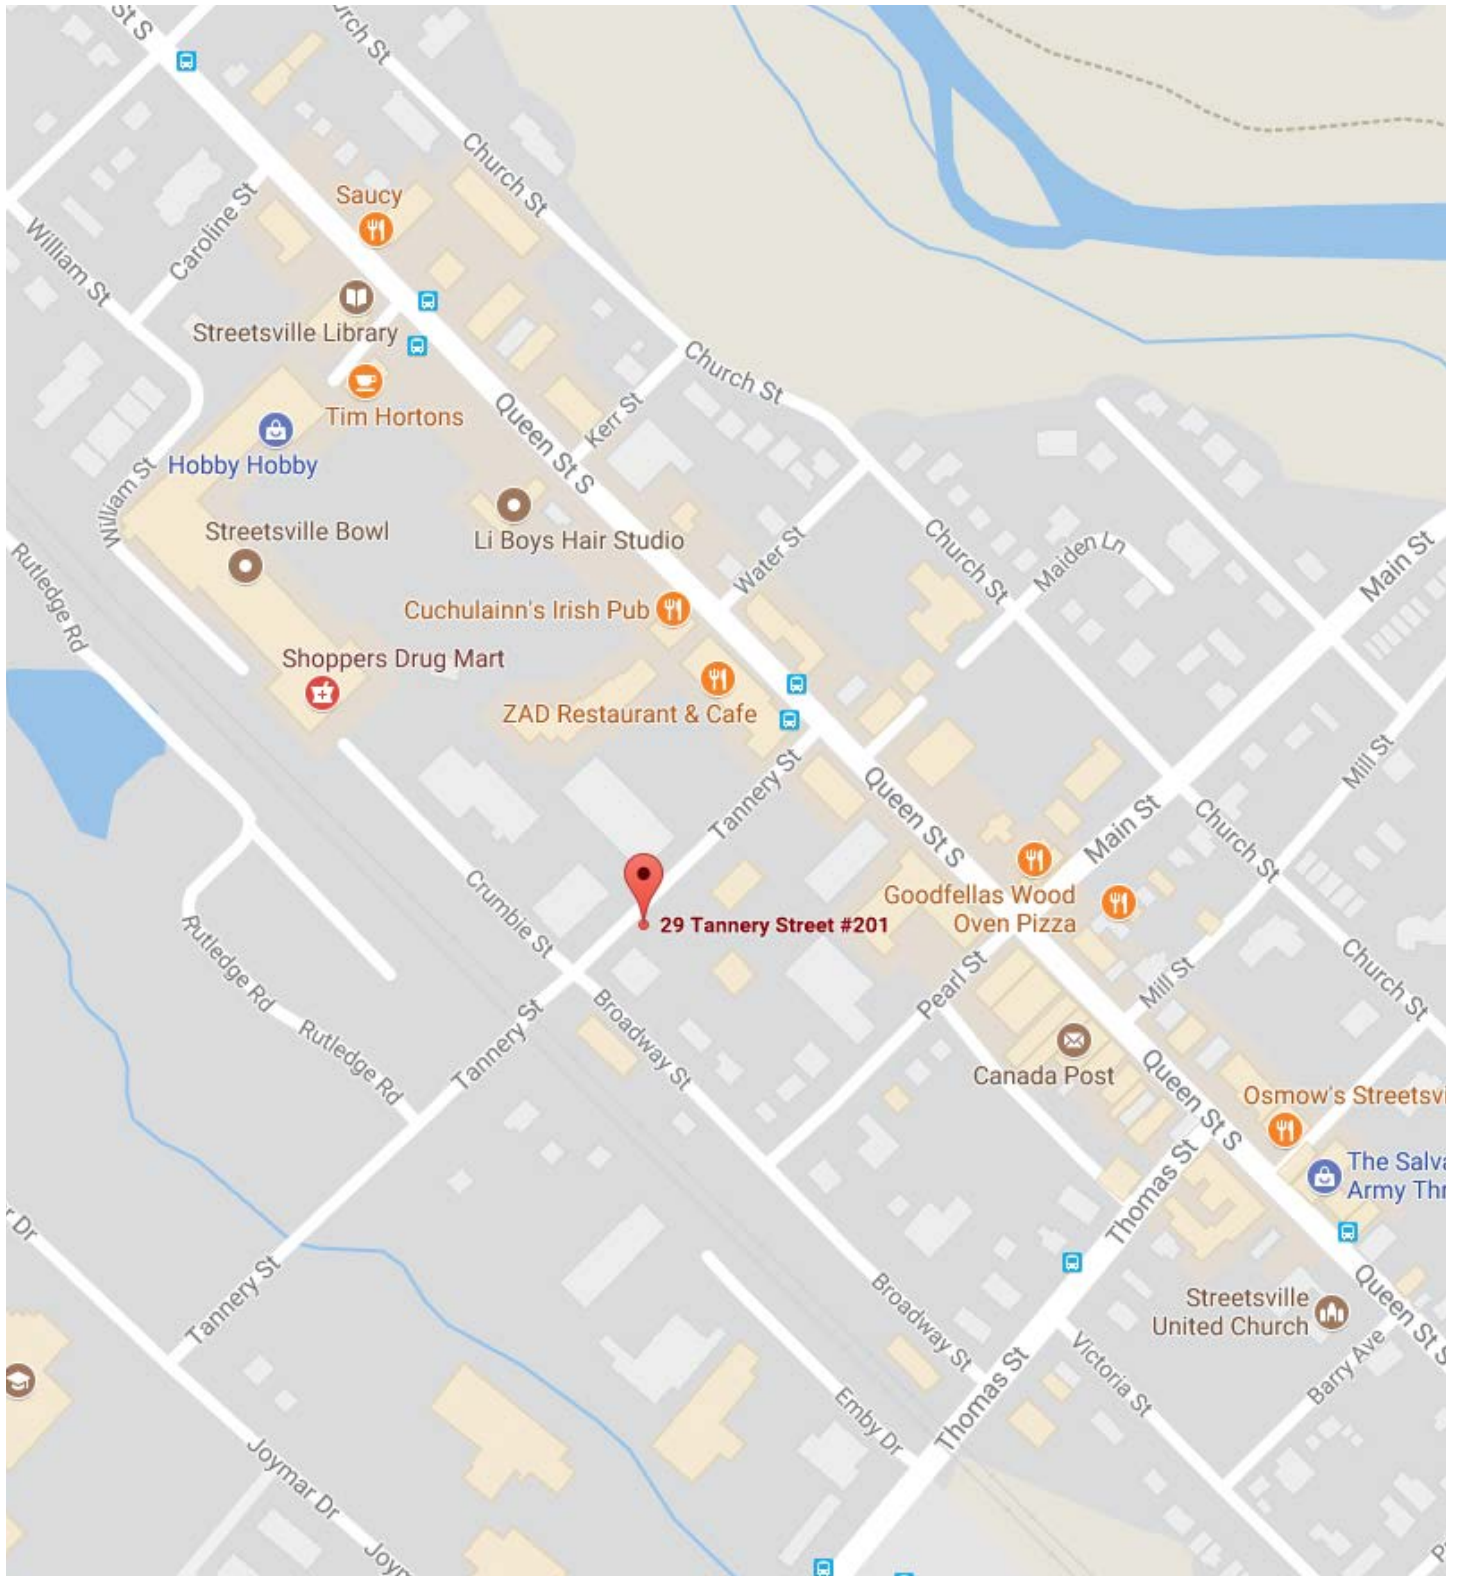 St S
Church St
Church St
Saucy
Caroline St
William St
Streetsville Library
Church St
Tim Hortons
Queen St S
Kerr St
Hobby Hobby
William St
Streetsville Bowl
Li Boys Hair Studio
Rutledge Rd
Water St
Church St
Maiden Ln
Main St
Cuchulainn's Irish Pub
Shoppers Drug Mart
ZAD Restaurant & Cafe
Tannery St
Queen St S
Mill St
Main St
Church St
Crumbie St
29 Tannery Street #201
Goodfellas Wood
Oven Pizza
Rutledge Rd
Rutledge Rd
Tannery St
Broadway St
Pearl St
Mill St
Church St
Canada Post
Queen St S
Osmow's Streetsvi
The Salva
Army Thr
Thomas St
r Dr
Tannery St
Broadway St
Streetsville
United Church
Queen St S
Victoria St
Barry Ave
Emby Dr
Thomas St
Joymar Dr
Joym